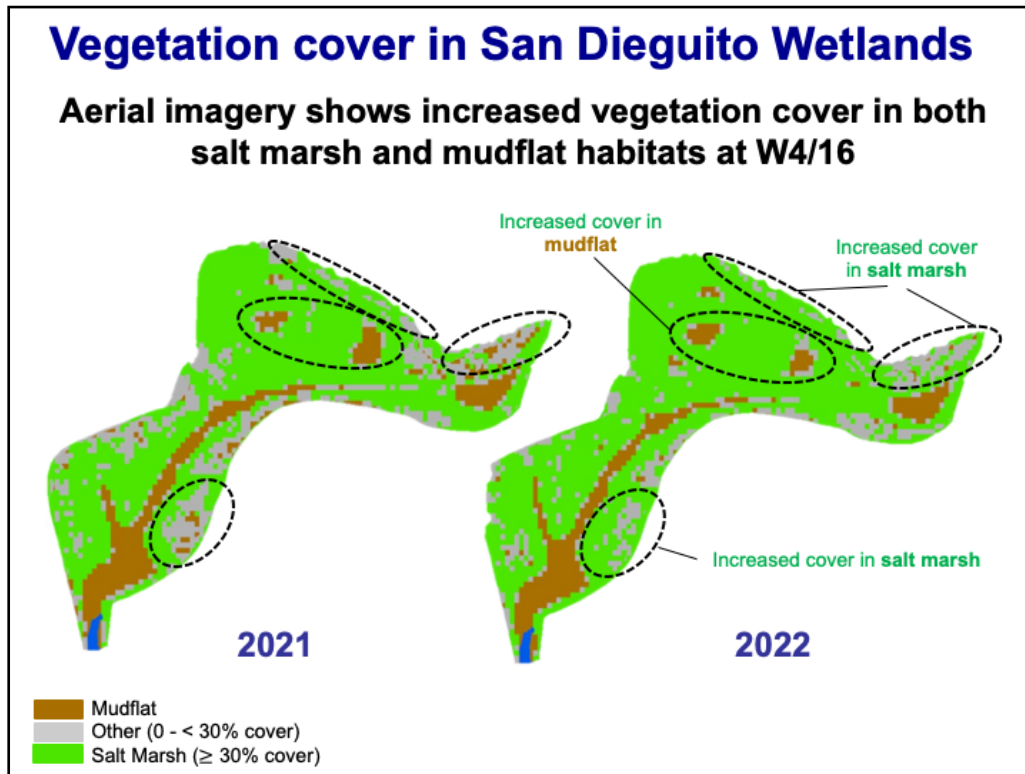 Vegetation cover in San Dieguito Wetlands
Aerial imagery shows increased vegetation cover in both
salt marsh and mudflat habitats at W4/16
Increased cover in
mudflat
Increased cover
in salt marsh
Increased cover in salt marsh
2021
2022
Mudflat
Other (0 - < 30% cover)
Salt Marsh (≥ 30% cover)